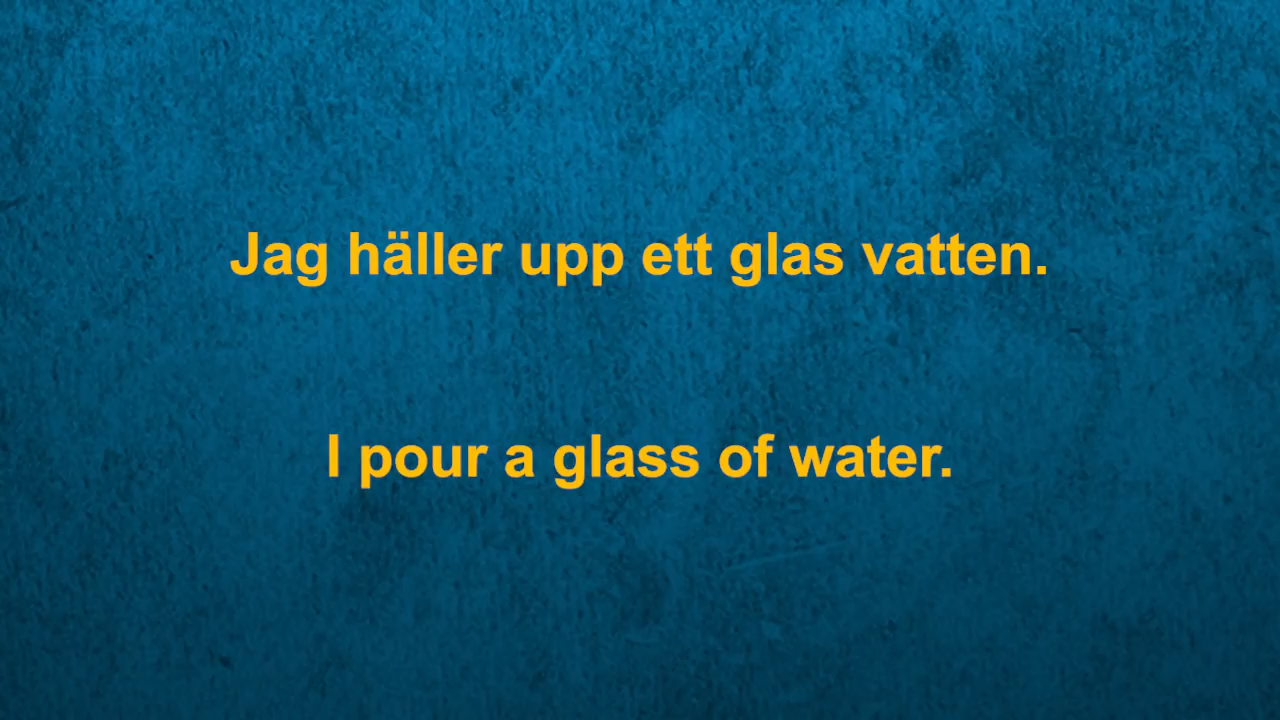 Jag häller upp ett glas vatten.
I pour a glass of water.